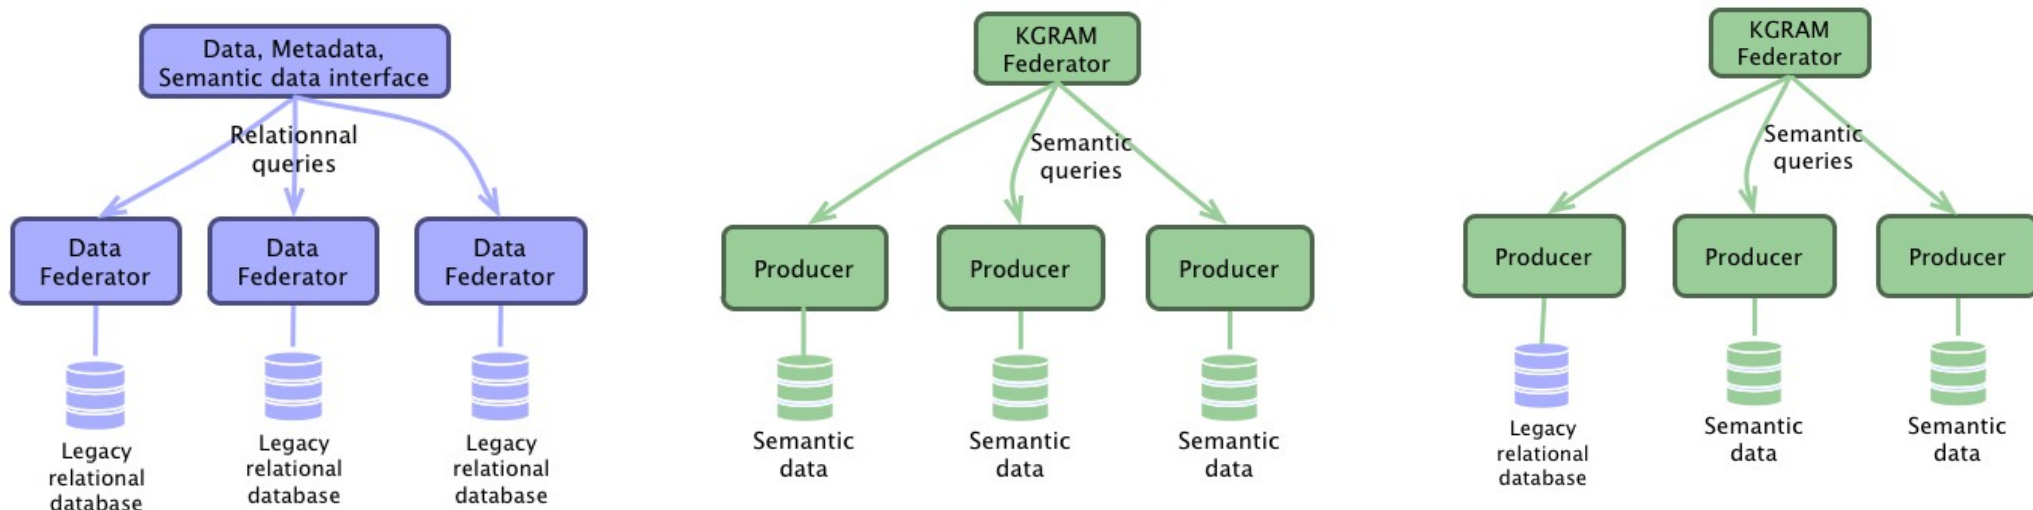 Data, Metadata,
Semantic data interface
Relationnal
queries
Data
Federator
Data
Federator
Data
Federator
Legacy
relational
database
Legacy
relational
database
Legacy
relational
database
KGRAM
Federator
Semantic
queries
Producer
Producer
Producer
Semantic
data
Semantic
data
Semantic
data
KGRAM
Federator
Semantic
queries
Producer
Producer
Producer
Legacy
relational
database
Semantic
data
Semantic
data